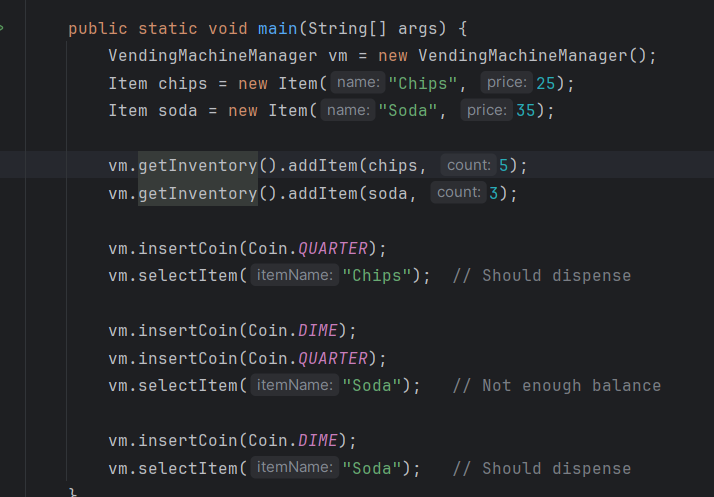 public static void main(String[] args) {
VendingMachineManager vm = new VendingMachineManager();
Item chips = new Item( name: "Chips", price: 25);
Item soda = new Item( name: "Soda", price: 35);
vm.getInventory().addItem(chips, count: 5);
vm.getInventory().addItem(soda, count: 3);
vm.insertCoin(Coin.QUARTER);
vm.selectItem( itemName: "Chips");  // Should dispense
vm.insertCoin(Coin.DIME);
vm.insertCoin(Coin.QUARTER);
vm.selectItem( itemName: "Soda");   // Not enough balance
vm.insertCoin(Coin.DIME);
vm.selectItem( itemName: "Soda");   // Should dispense
}